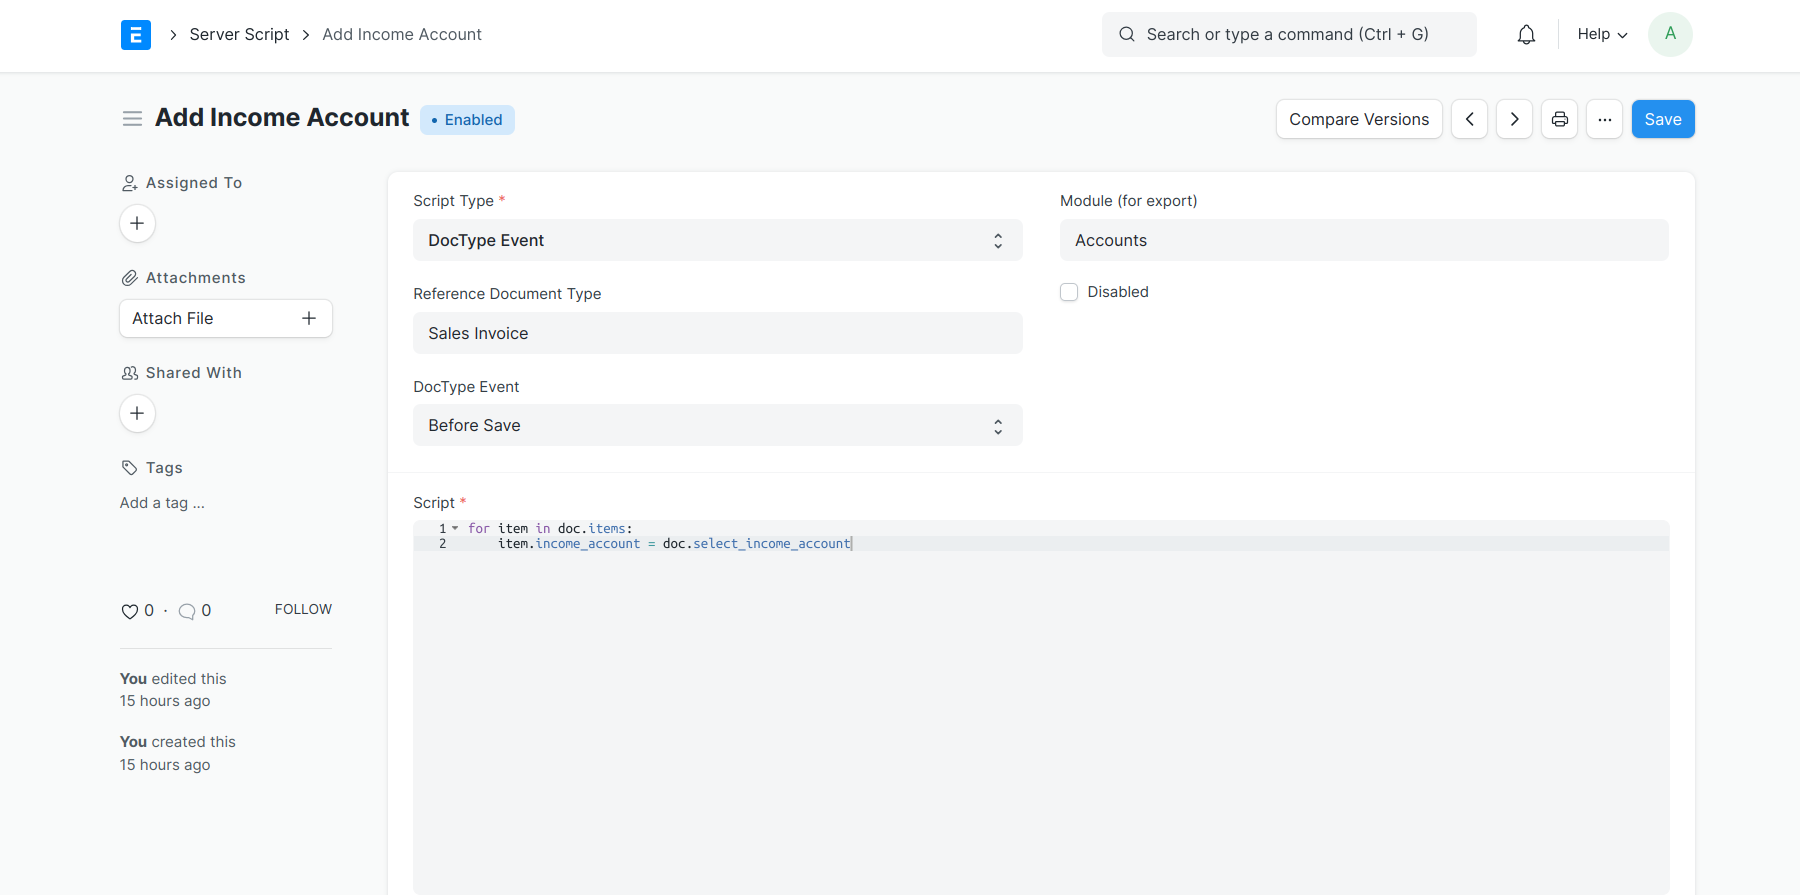 E
Server Script
Add Income Account
Search or type a command (Ctrl + G)
Help
A
Add Income Account
Enabled
Compare Versions
...
Save
Assigned To
Attachments
Attach File
Shared With
Tags
Add a tag ...
0 · 0
FOLLOW
You edited this
15 hours ago
You created this
15 hours ago
Script Type *
DocType Event
Reference Document Type
Sales Invoice
DocType Event
Before Save
Module (for export)
Accounts
Disabled
Script *
1 for item in doc.items:
2 item.income_account = doc.select_income_account